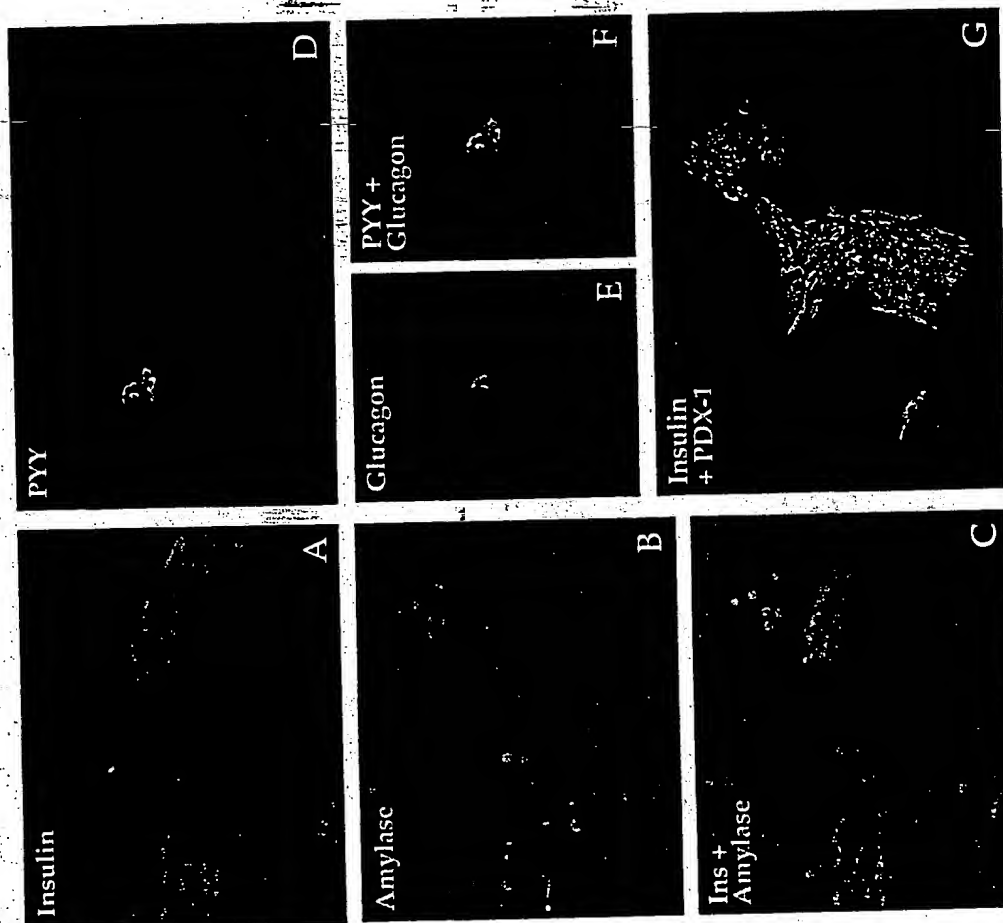 Insulin
A
Amylase
B
Ins +
Amylase
C
PYY
D
Glucagon
E
PYY +
Glucagon
F
Insulin
+ PDX-1
G